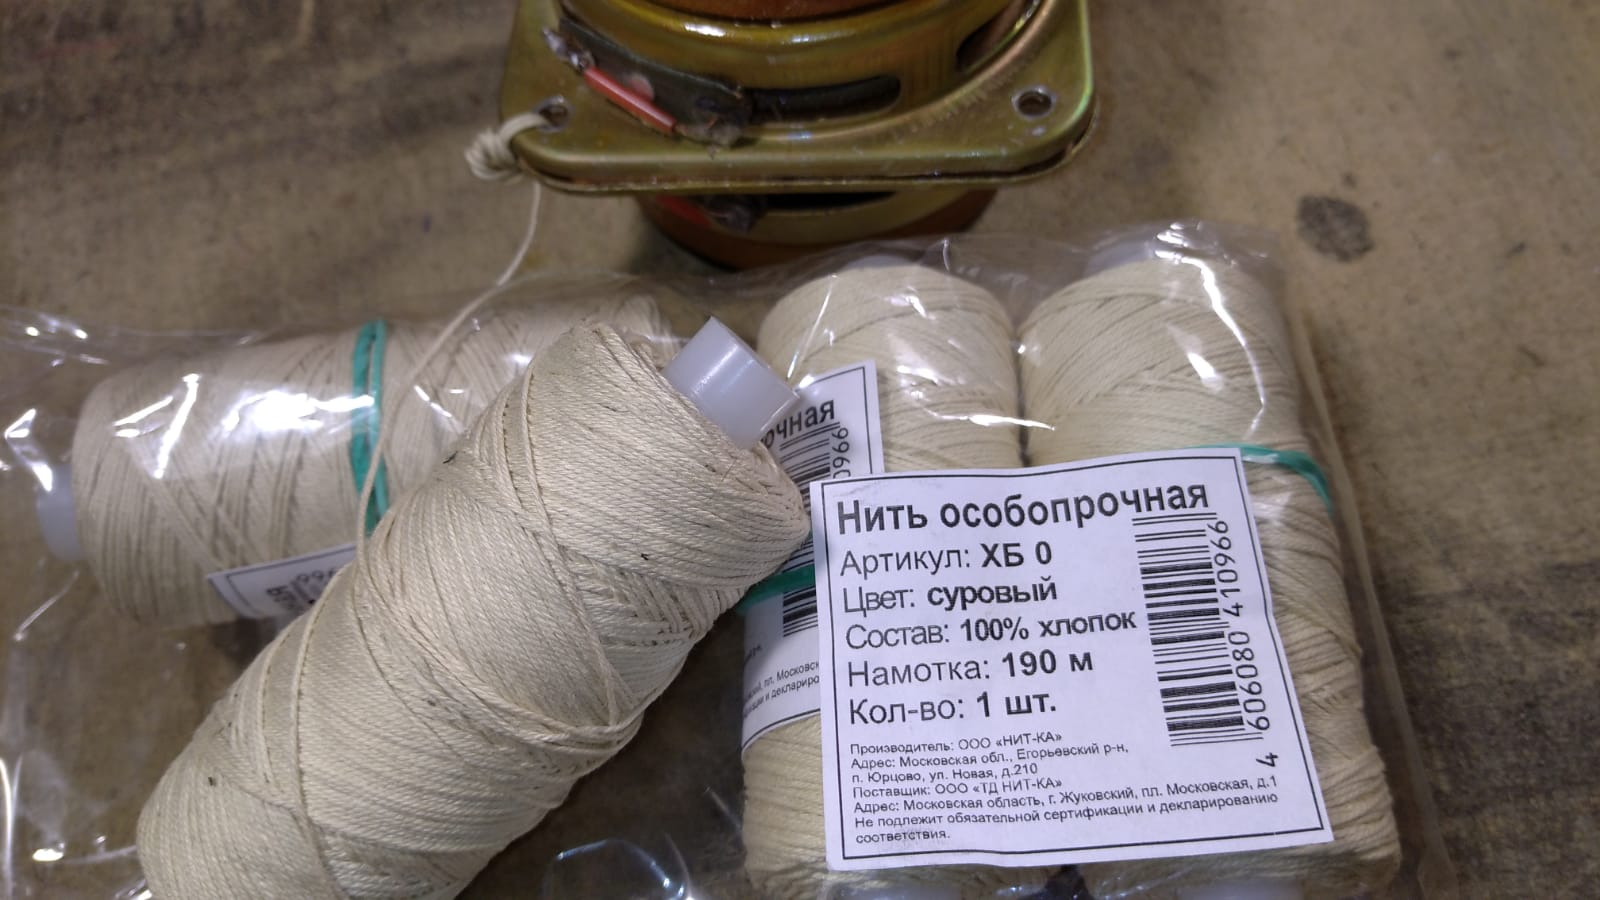 Нить особопрочная
Артикул: ХБ 0
Цвет: суровый
Состав: 100% хлопок
Намотка: 190 м
Кол-во: 1 шт.
Производитель: ООО «НИТ-КА»
Адрес: Московская обл., Егорьевский р-н,
п. Юрцово, ул. Новая, д.210
Поставщик: ООО «ТД НИТ-КА»
Адрес: Московская область, г. Жуковский, пл. Московская, д.1
Не подлежит обязательной сертификации и декларированию
соответствия.
4 606080 410966
очная
0966